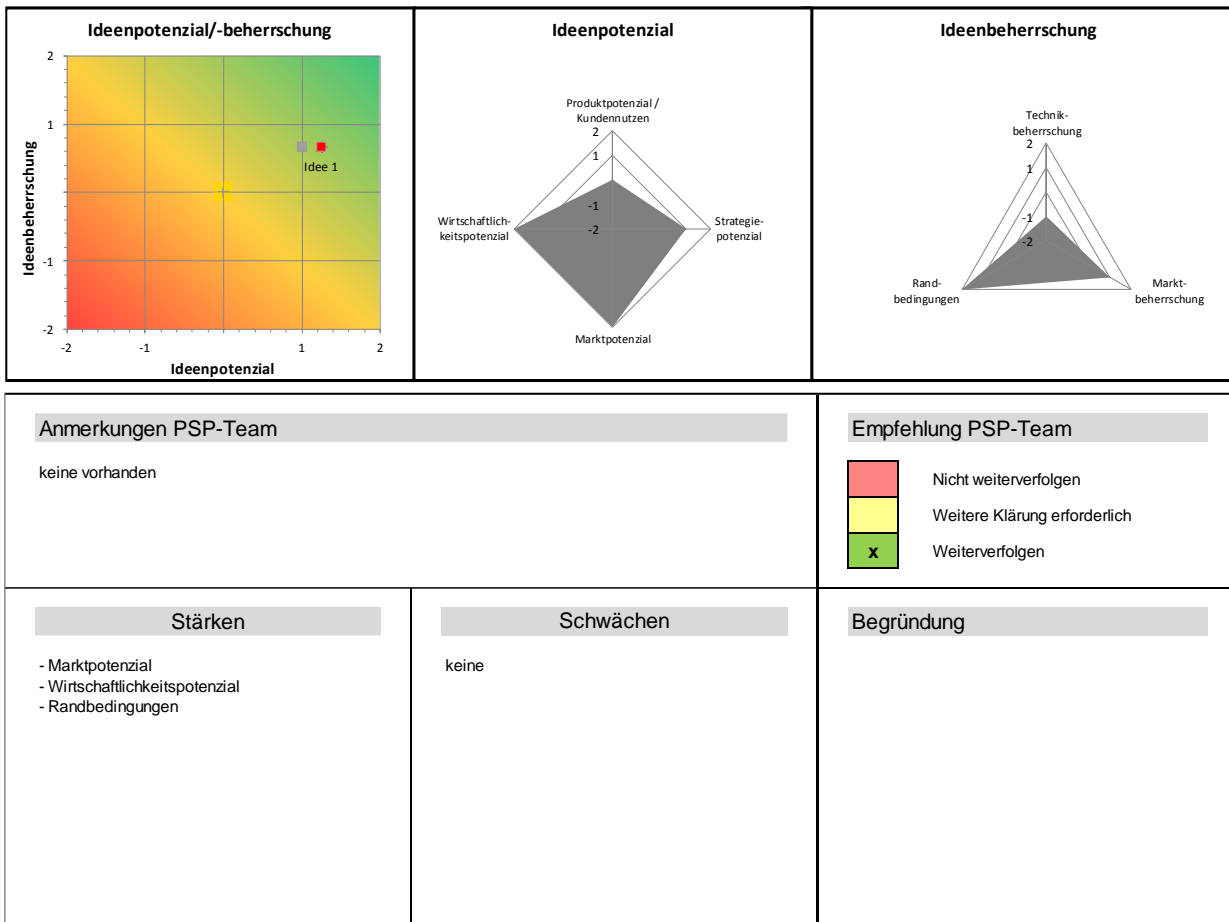 Ideenpotenzial/-beherrschung
2
1
-1
-2
-2
-1
1
2
Ideenbeherrschung
Idee 1
Ideenpotenzial
Ideenpotenzial
Produktpotenzial /
Kundennutzen
2
1
-1
-2
Wirtschaftlich-
keitspotenzial
Strategie-
potenzial
Marktpotenzial
Ideenbeherrschung
Technik-
beherrschung
2
1
-1
-2
Rand-
bedingungen
Markt-
beherrschung
Anmerkungen PSP-Team
keine vorhanden
Empfehlung PSP-Team
Nicht weiterverfolgen
Weitere Klärung erforderlich
x Weiterverfolgen
Stärken
- Marktpotenzial
- Wirtschaftlichkeitspotenzial
- Randbedingungen
Schwächen
keine
Begründung